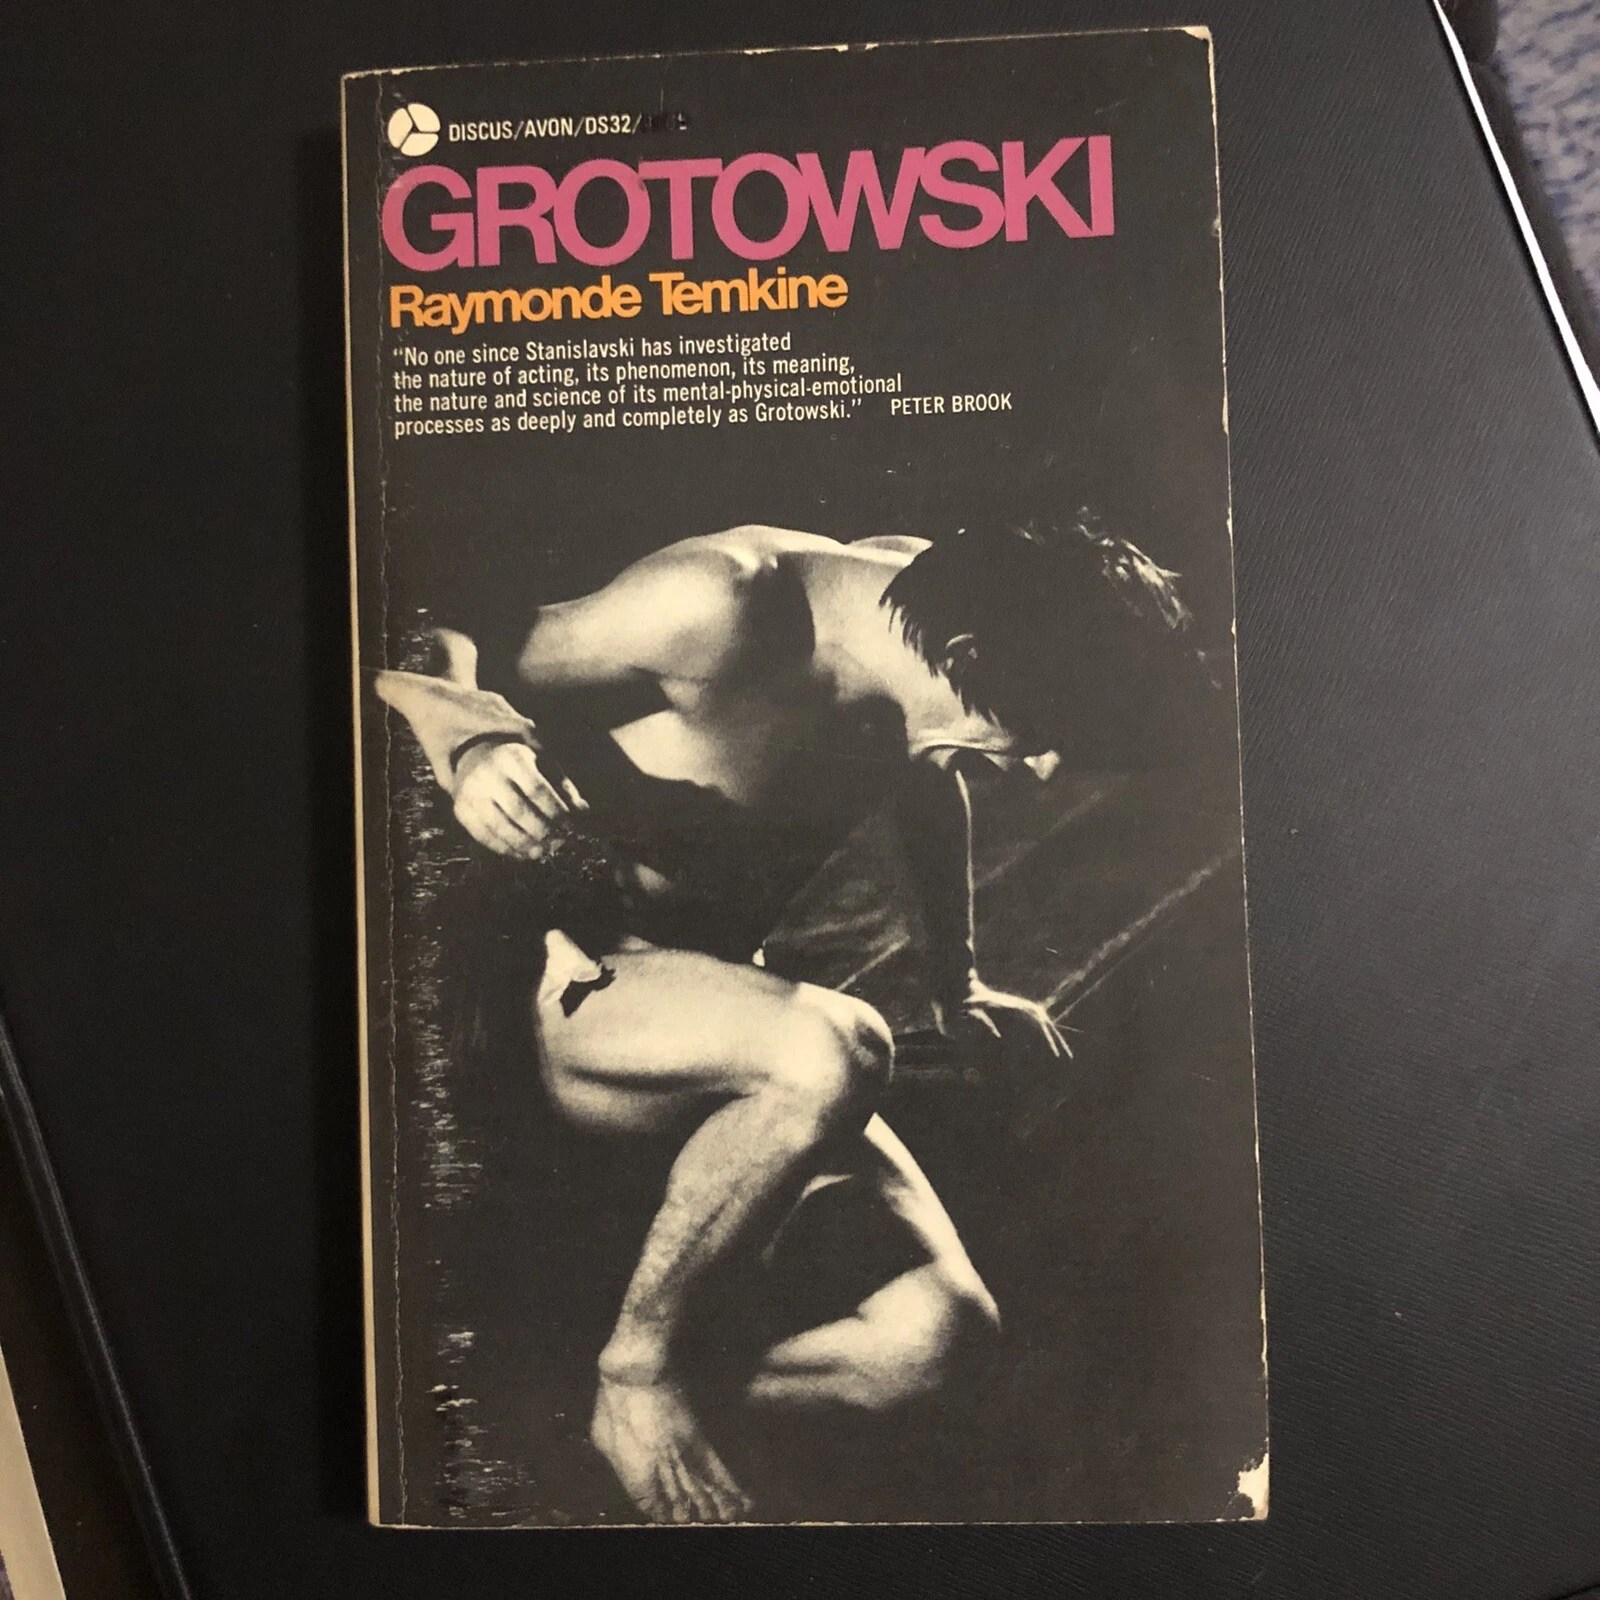 DISCUS/AVON/DS32/
GROTOWSKI
Raymonde Temkine
“No one since Stanislavski has investigated
the nature of acting, its phenomenon, its meaning,
the nature and science of its mental-physical-emotional
processes as deeply and completely as Grotowski.” PETER BROOK